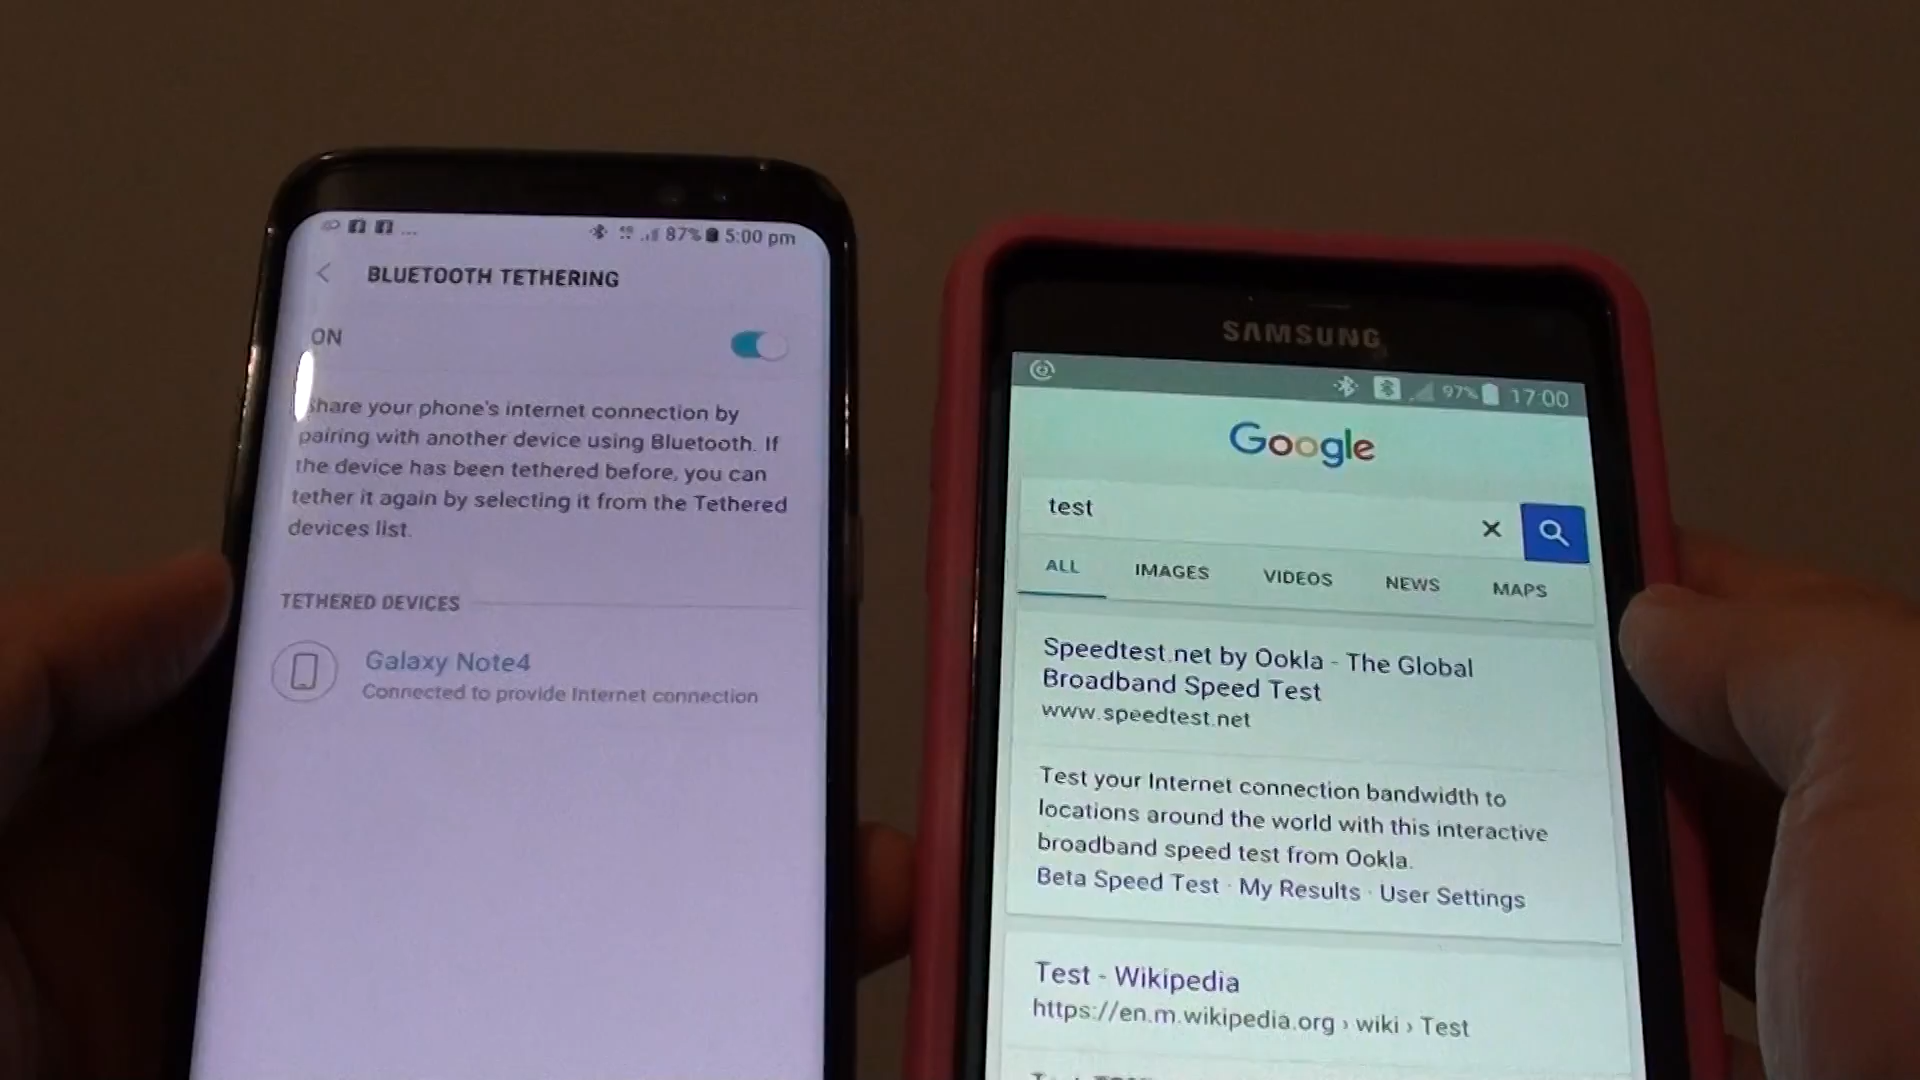 ... 87% 5:00 pm
BLUETOOTH TETHERING
ON
Share your phone's internet connection by
pairing with another device using Bluetooth. If
the device has been tethered before, you can
tether it again by selecting it from the Tethered
devices list.
TETHERED DEVICES
Galaxy Note4
Connected to provide Internet connection
SAMSUNG
97% 17:00
Google
test
ALL IMAGES VIDEOS NEWS MAPS
Speedtest.net by Ookla - The Global
Broadband Speed Test
www.speedtest.net
Test your Internet connection bandwidth to
locations around the world with this interactive
broadband speed test from Ookla.
Beta Speed Test · My Results · User Settings
Test - Wikipedia
https://en.m.wikipedia.org › wiki › Test